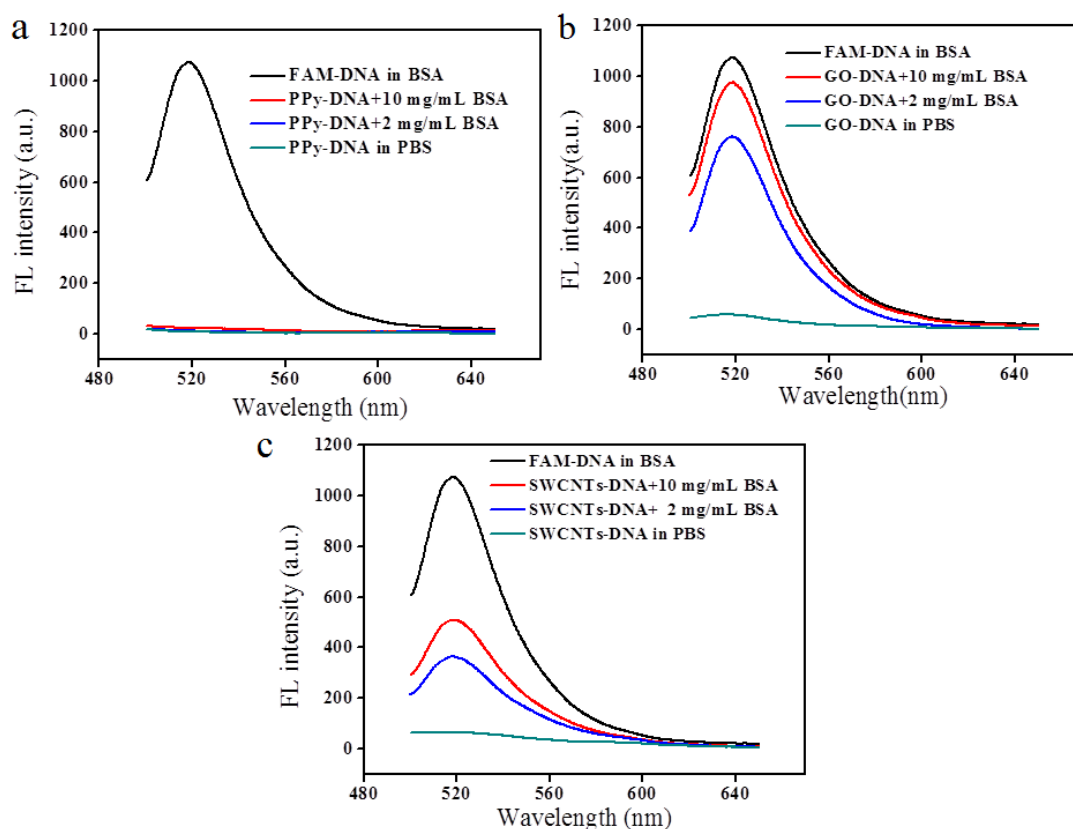 a
1200
1000
800
600
400
200
0
FL intensity (a.u.)
FAM-DNA in BSA
PPy-DNA+10 mg/mL BSA
PPy-DNA+2 mg/mL BSA
PPy-DNA in PBS
480 520 560 600 640
Wavelength (nm)
b
1200
1000
800
600
400
200
0
FL intensity(a.u.)
FAM-DNA in BSA
GO-DNA+10 mg/mL BSA
GO-DNA+2 mg/mL BSA
GO-DNA in PBS
480 520 560 600 640
Wavelength(nm)
c
1200
1000
800
600
400
200
0
FL intensity (a.u.)
FAM-DNA in BSA
SWCNTs-DNA+10 mg/mL BSA
SWCNTs-DNA+ 2 mg/mL BSA
SWCNTs-DNA in PBS
480 520 560 600 640
Wavelength (nm)